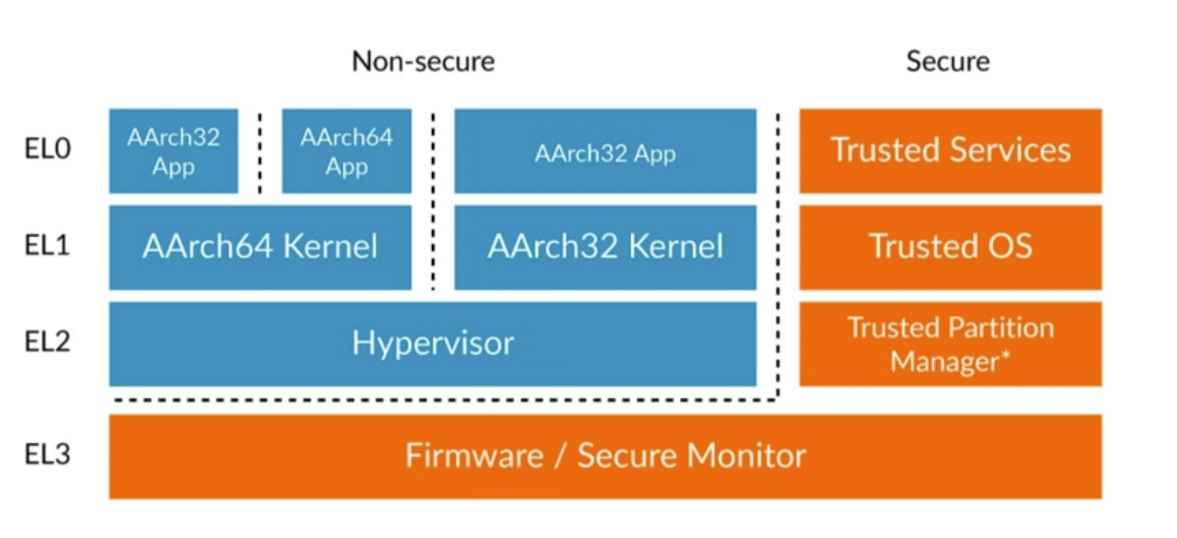 Non-secure
Secure
EL0
AArch32
App
AArch64
App
AArch32 App
Trusted Services
EL1
AArch64 Kernel
AArch32 Kernel
Trusted OS
EL2
Hypervisor
Trusted Partition
Manager*
EL3
Firmware / Secure Monitor